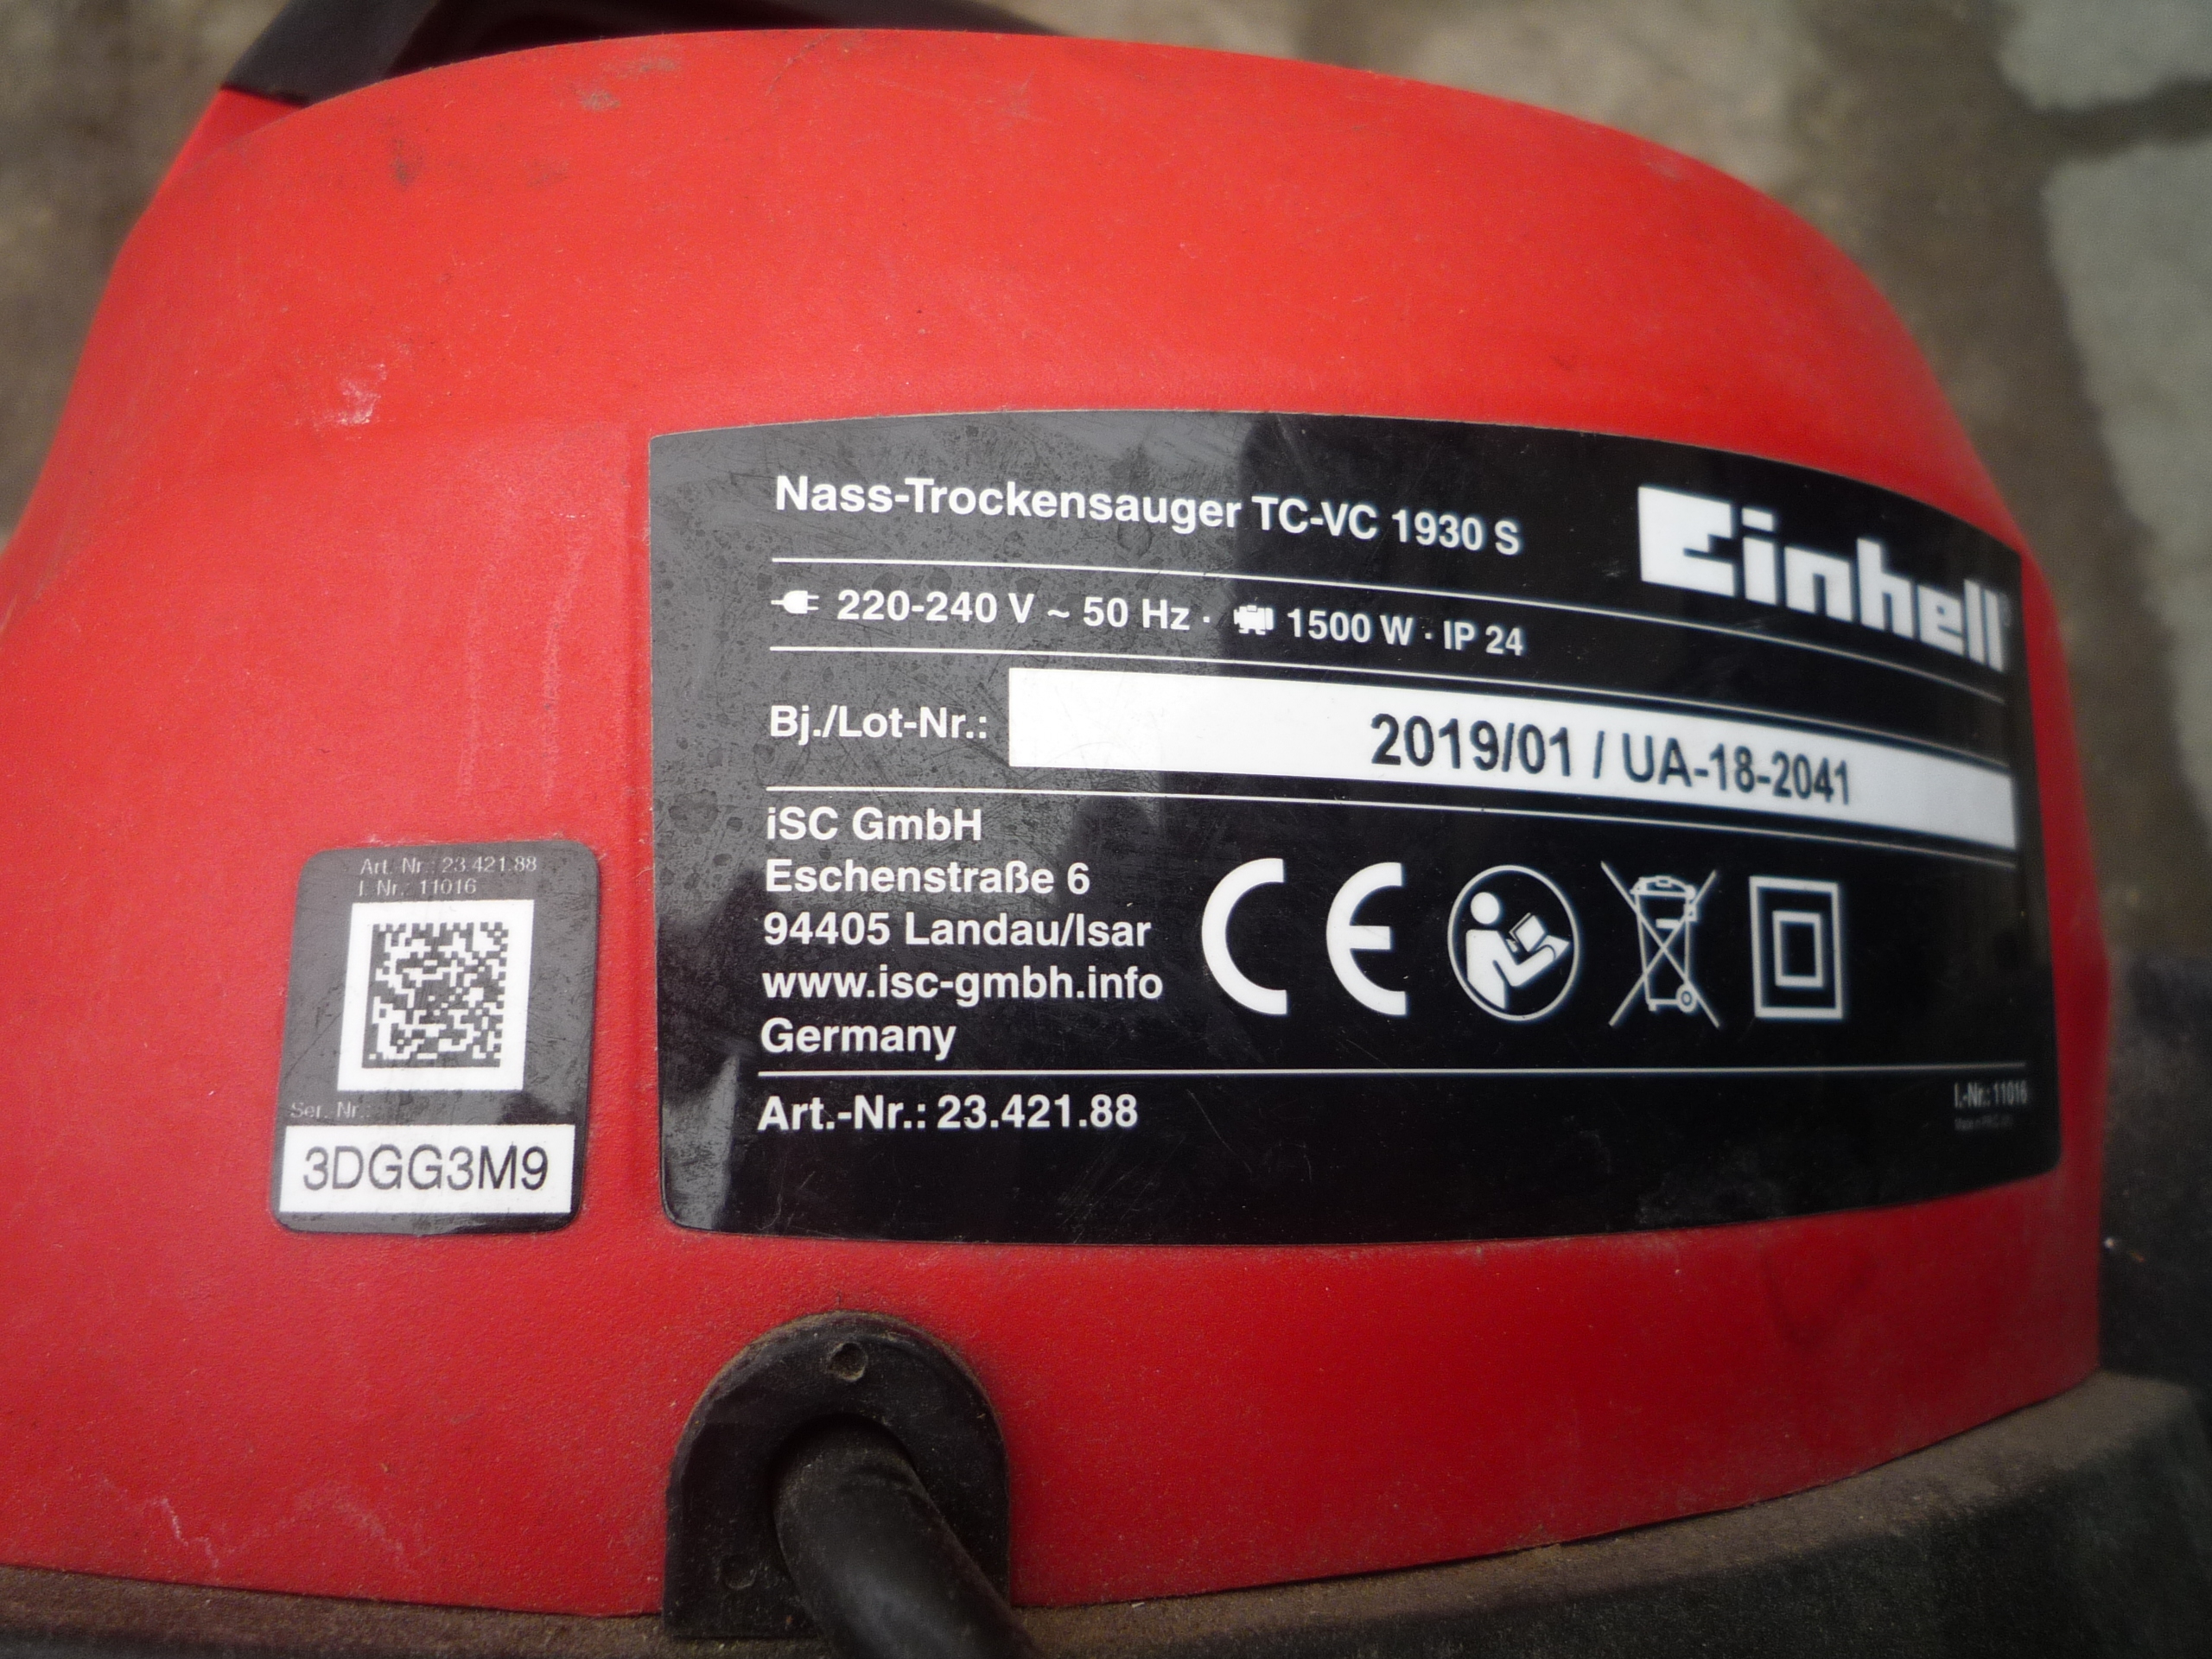 Nass-Trockensauger TC-VC 1930 S
Einhell
220-240 V ~ 50 Hz · 1500 W · IP 24
Bj./Lot-Nr.: 2019/01 / UA-18-2041
iSC GmbH
Eschenstraße 6
94405 Landau/Isar
www.isc-gmbh.info
Germany
CE
Art.-Nr.: 23.421.88
I.-Nr.: 11016
Art. Nr.: 23.421.88
I. Nr.: 11016
Ser. Nr.:
3DGG3M9